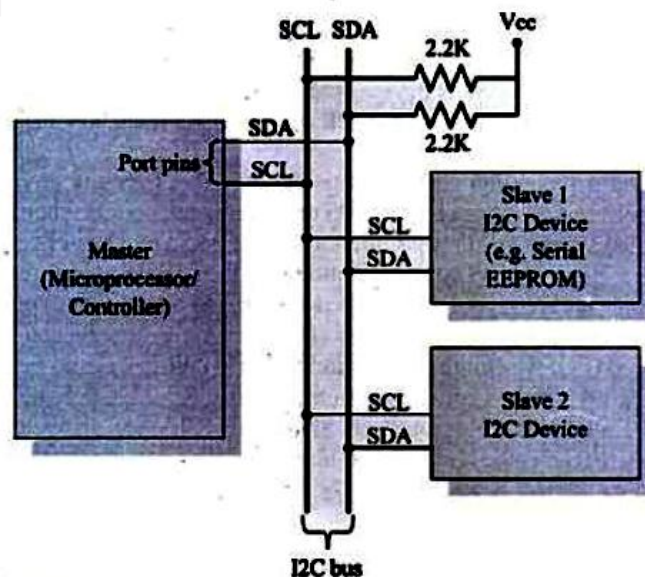 SCL SDA
Vcc
2.2K
2.2K
SDA
Port pins
SCL
Master
(Microprocessor/
Controller)
SCL
SDA
Slave 1
I2C Device
(e.g. Serial
EEPROM)
SCL
SDA
Slave 2
I2C Device
I2C bus